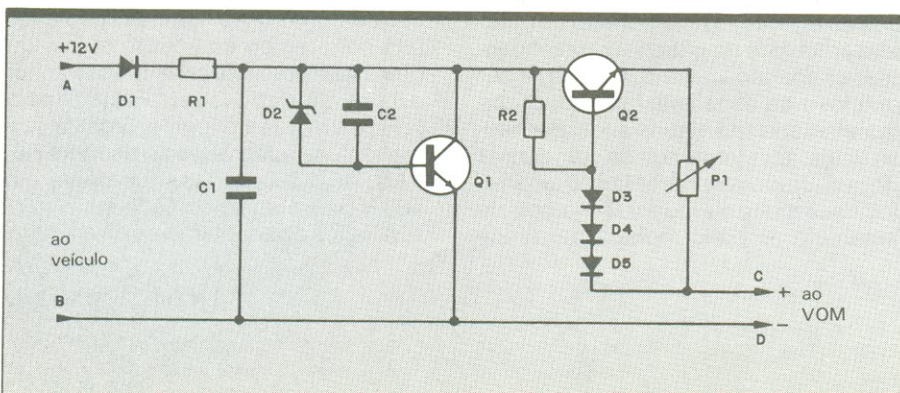 +12V
A
D1
R1
D2
C2
R2
Q2
Q1
P1
C1
D3
D4
D5
ao
veículo
B
C
+ ao
VOM
-
D